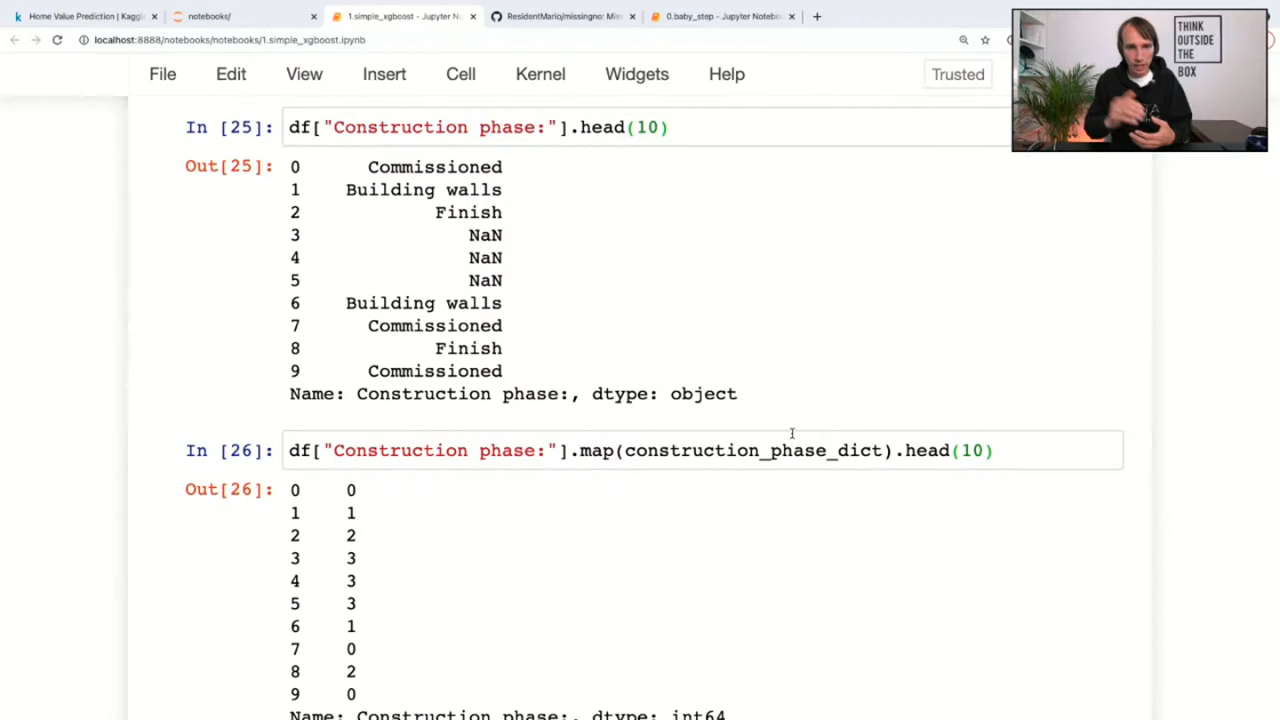 Home Value Prediction | Kaggl
notebooks/
1.simple_xgboost - Jupyter No
ResidentMario/missingno: Mis
0.baby_step - Jupyter Notebo
localhost:8888/notebooks/notebooks/1.simple_xgboost.ipynb
File Edit View Insert Cell Kernel Widgets Help
Trusted
THINK
OUTSIDE
THE
BOX
In [25]: df["Construction phase:"].head(10)
Out[25]: 0 Commissioned
1 Building walls
2 Finish
3 NaN
4 NaN
5 NaN
6 Building walls
7 Commissioned
8 Finish
9 Commissioned
Name: Construction phase:, dtype: object
In [26]: df["Construction phase:"].map(construction_phase_dict).head(10)
Out[26]: 0 0
1 1
2 2
3 3
4 3
5 3
6 1
7 0
8 2
9 0
Name: Construction phase:, dtype: int64